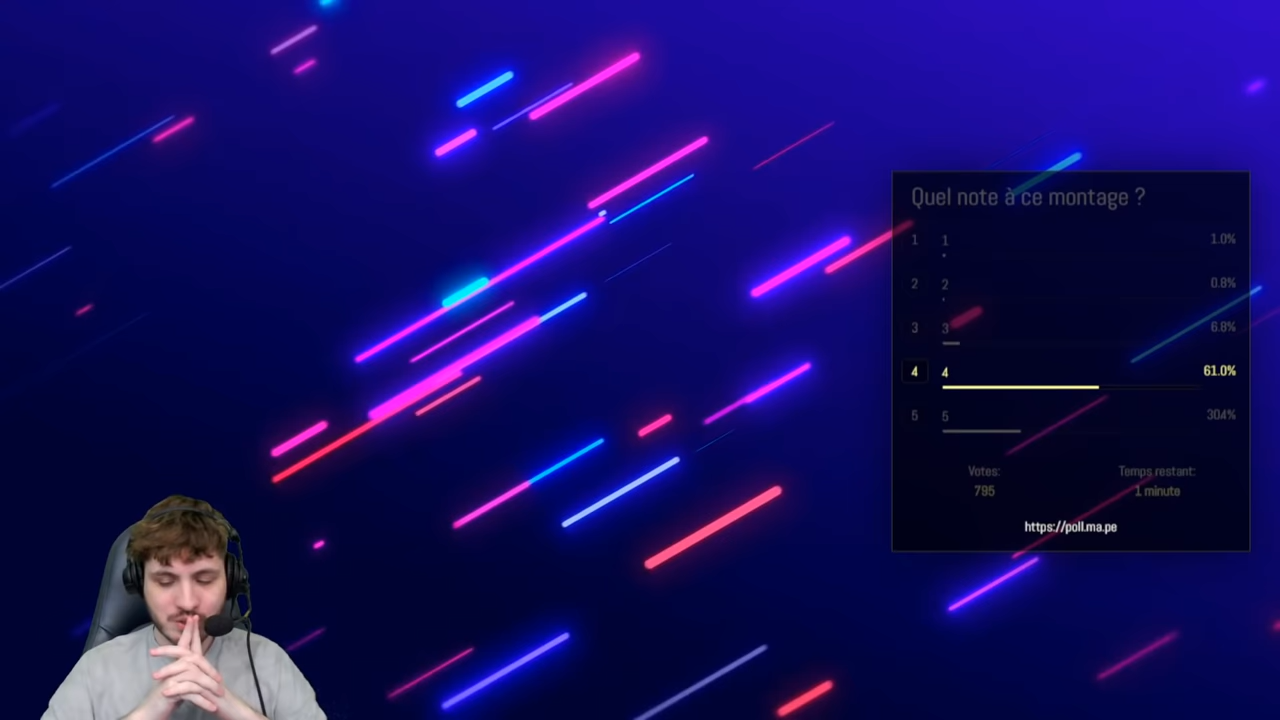 Quel note à ce montage ?
1 1 1.0%
2 2 0.8%
3 3 6.8%
4 4 61.0%
5 5 304%
Votes: Temps restant:
795 1 minute
https://poll.ma.pe